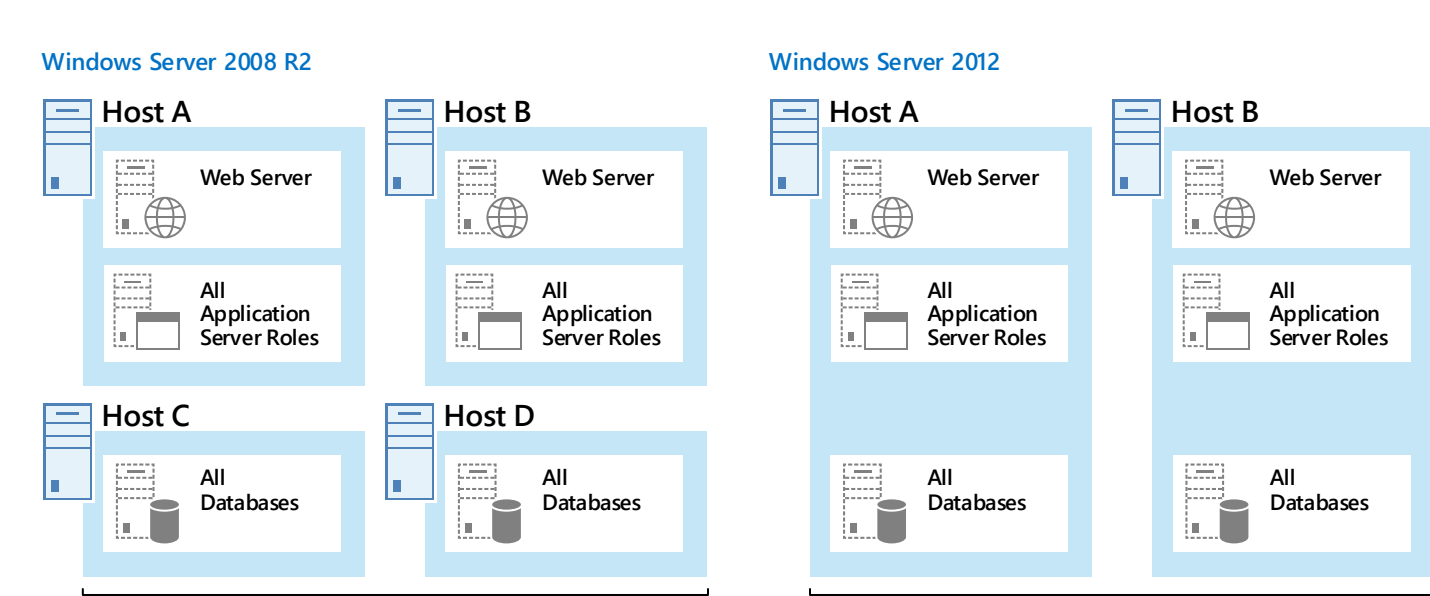 Windows Server 2008 R2
Host A
Web Server
All
Application
Server Roles
Host B
Web Server
All
Application
Server Roles
Host C
All
Databases
Host D
All
Databases
Windows Server 2012
Host A
Web Server
All
Application
Server Roles
All
Databases
Host B
Web Server
All
Application
Server Roles
All
Databases